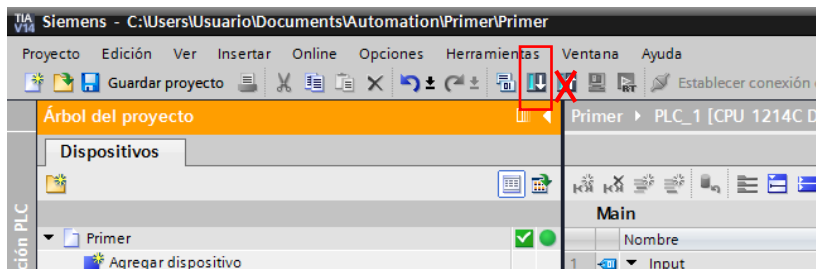 TIA V14 Siemens - C:\Users\Usuario\Documents\Automation\Primer\Primer
Proyecto Edición Ver Insertar Online Opciones Herramientas Ventana Ayuda
Guardar proyecto Establecer conexión
Árbol del proyecto
Primer PLC_1 [CPU 1214C D
Dispositivos
Main
Nombre
Primer
Agregar dispositivo
1 Input
ción PLC